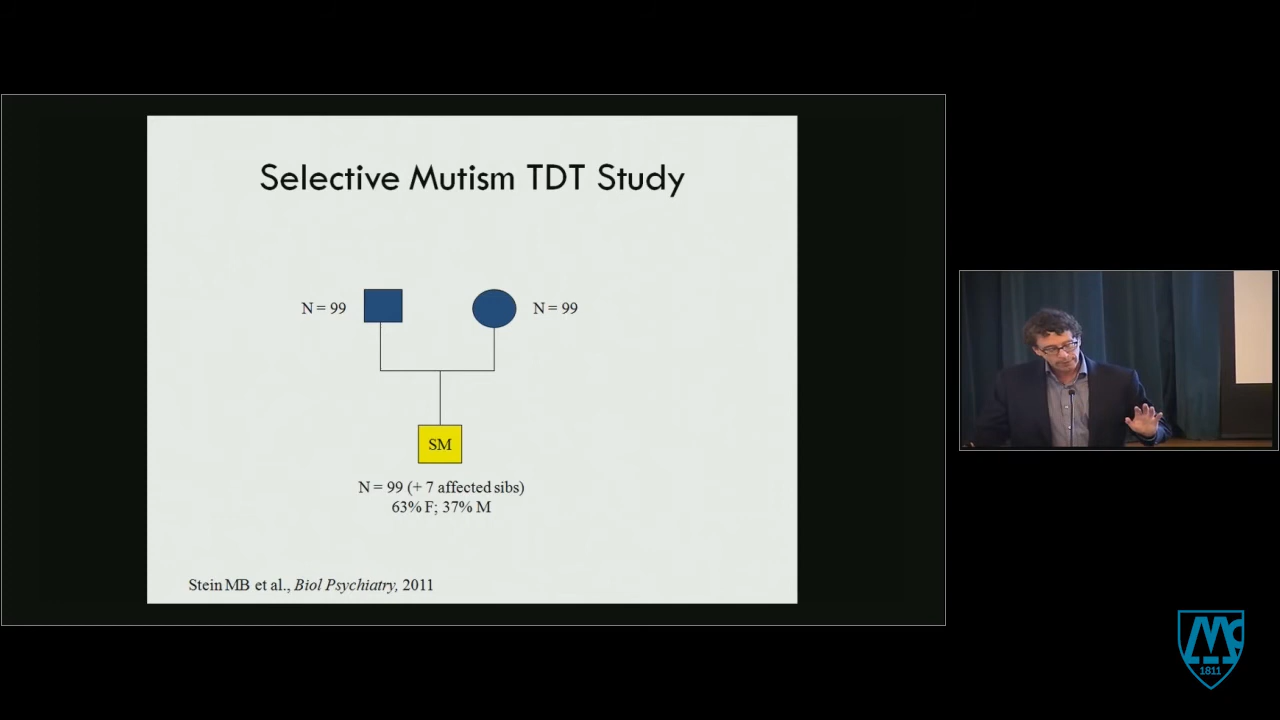 Selective Mutism TDT Study
N = 99
N = 99
SM
N = 99 (+ 7 affected sibs)
63% F; 37% M
Stein MB et al., Biol Psychiatry, 2011
Mc
1811